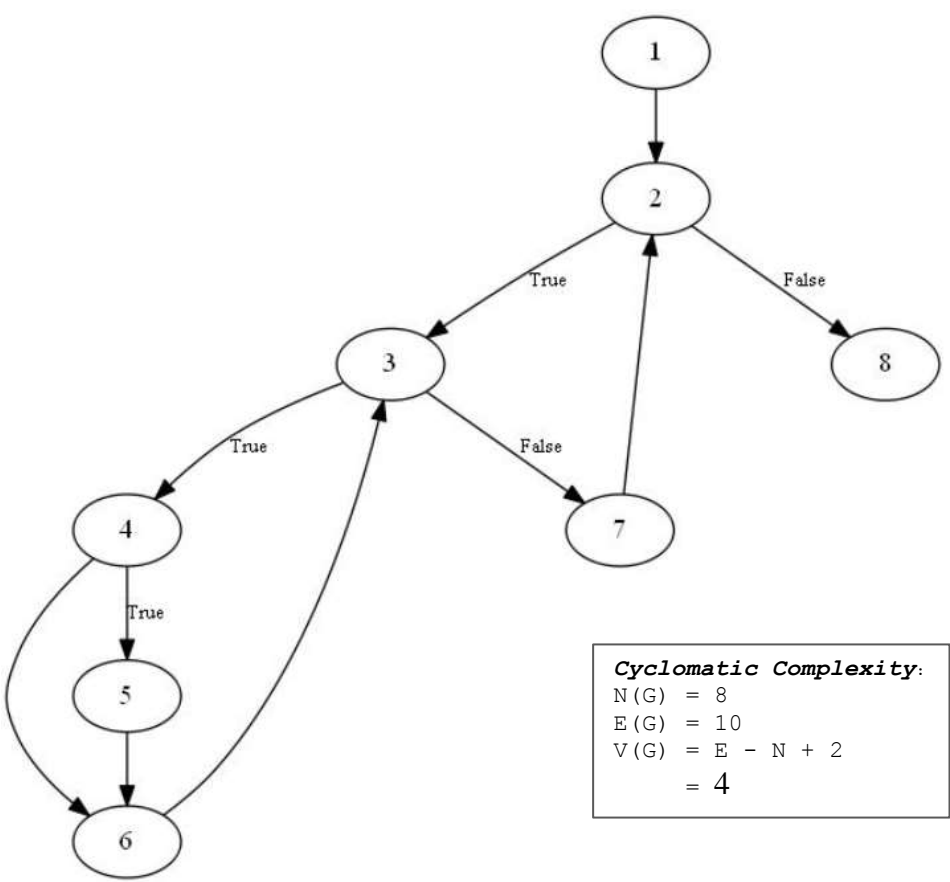 1
2
True
False
3
8
True
False
4
7
True
5
6
Cyclomatic Complexity:
N(G) = 8
E(G) = 10
V(G) = E - N + 2
= 4